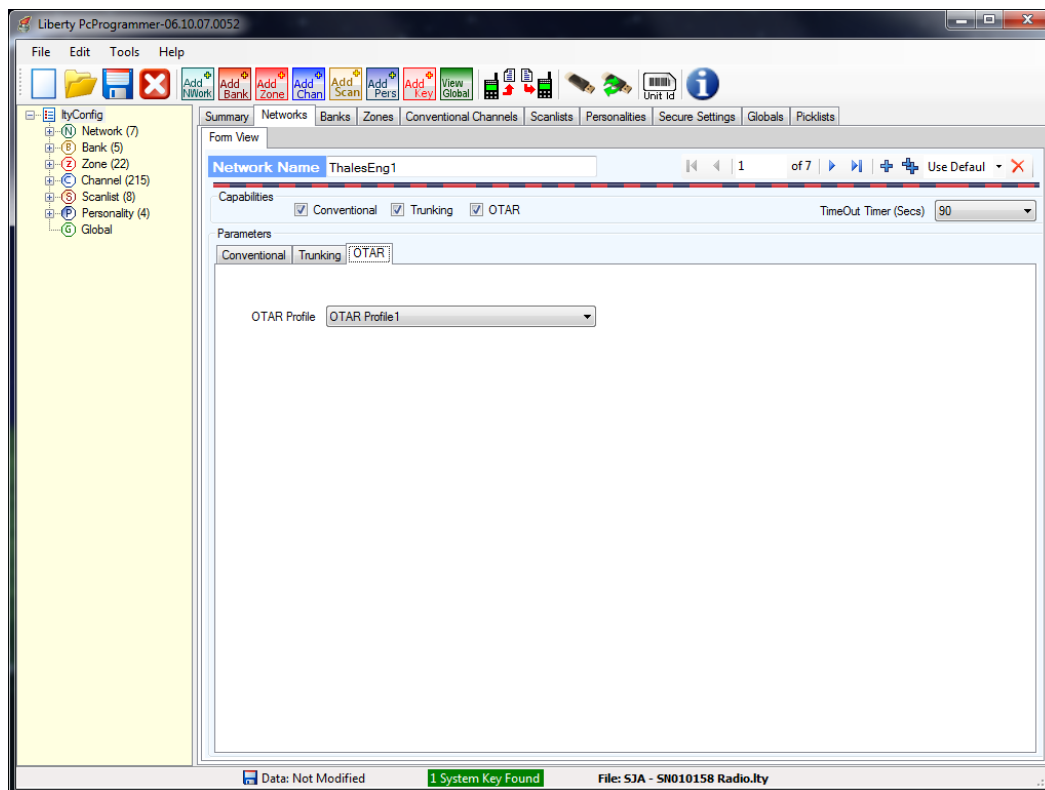 Liberty PcProgrammer-06.10.07.0052
File Edit Tools Help
Add NWork Add Bank Add Zone Add Chan Add Scan Add Pers Add Key View Global Unit Id
ltyConfig
N Network (7)
B Bank (5)
Z Zone (22)
C Channel (215)
S Scanlist (8)
P Personality (4)
G Global
Summary Networks Banks Zones Conventional Channels Scanlists Personalities Secure Settings Globals Picklists
Form View
Network Name ThalesEng1 1 of 7 Use Defaul
Capabilities
Conventional Trunking OTAR TimeOut Timer (Secs) 90
Parameters
Conventional Trunking OTAR
OTAR Profile OTAR Profile1
Data: Not Modified 1 System Key Found File: SJA - SN010158 Radio.lty